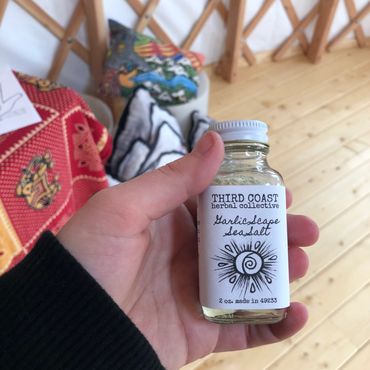 THIRD COAST
herbal collective
Garlic Scape
Sea Salt
2 oz. made in 49233